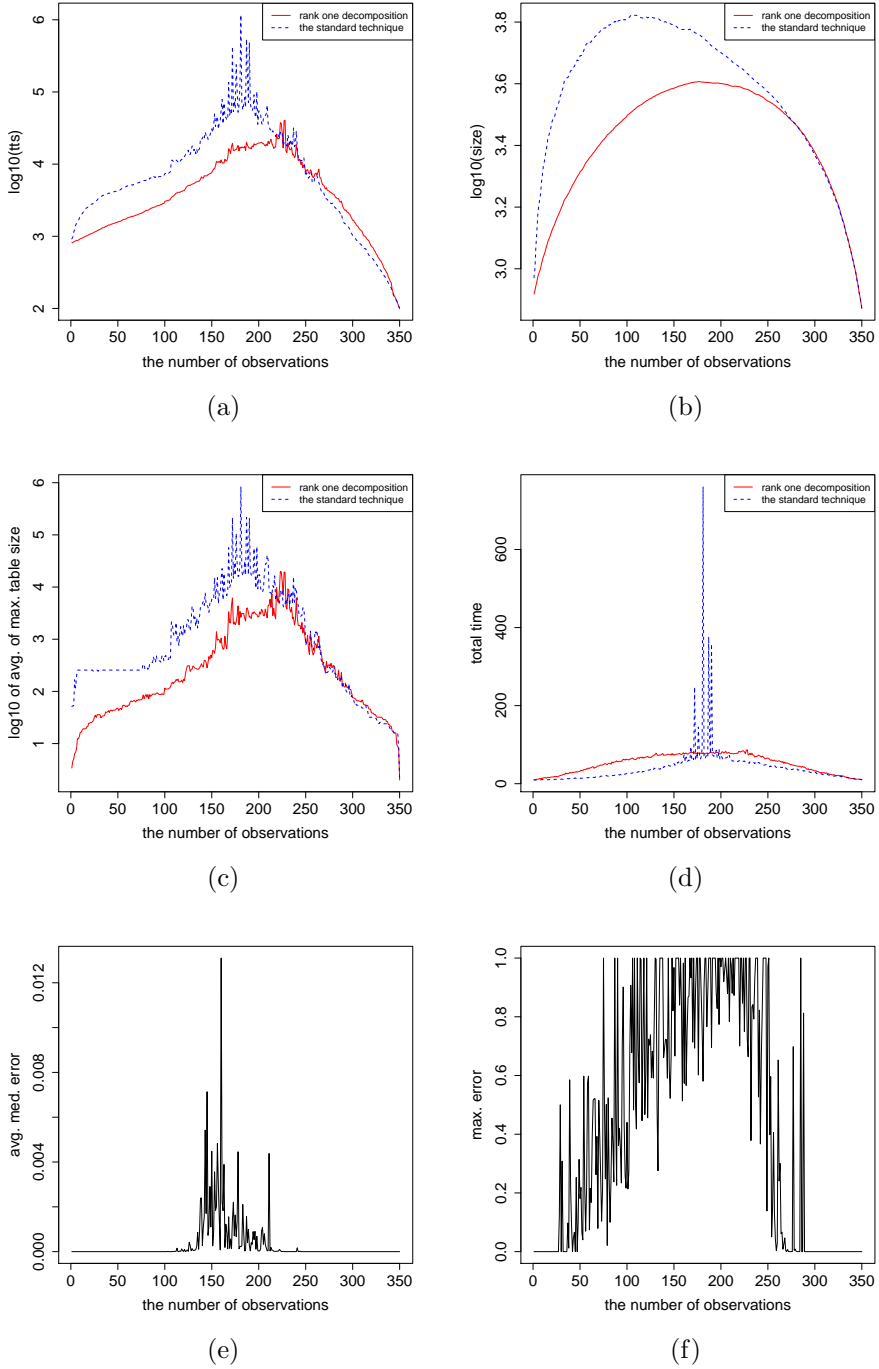 rank one decomposition
the standard technique
log10(tts)
2 3 4 5 6
0 50 100 150 200 250 300 350
the number of observations
(a)
rank one decomposition
the standard technique
log10(size)
3.0 3.2 3.4 3.6 3.8
0 50 100 150 200 250 300 350
the number of observations
(b)
rank one decomposition
the standard technique
log10 of avg. of max. table size
1 2 3 4 5 6
0 50 100 150 200 250 300 350
the number of observations
(c)
rank one decomposition
the standard technique
total time
0 200 400 600
0 50 100 150 200 250 300 350
the number of observations
(d)
avg. med. error
0.000 0.004 0.008 0.012
0 50 100 150 200 250 300 350
the number of observations
(e)
max. error
0.0 0.2 0.4 0.6 0.8 1.0
0 50 100 150 200 250 300 350
the number of observations
(f)